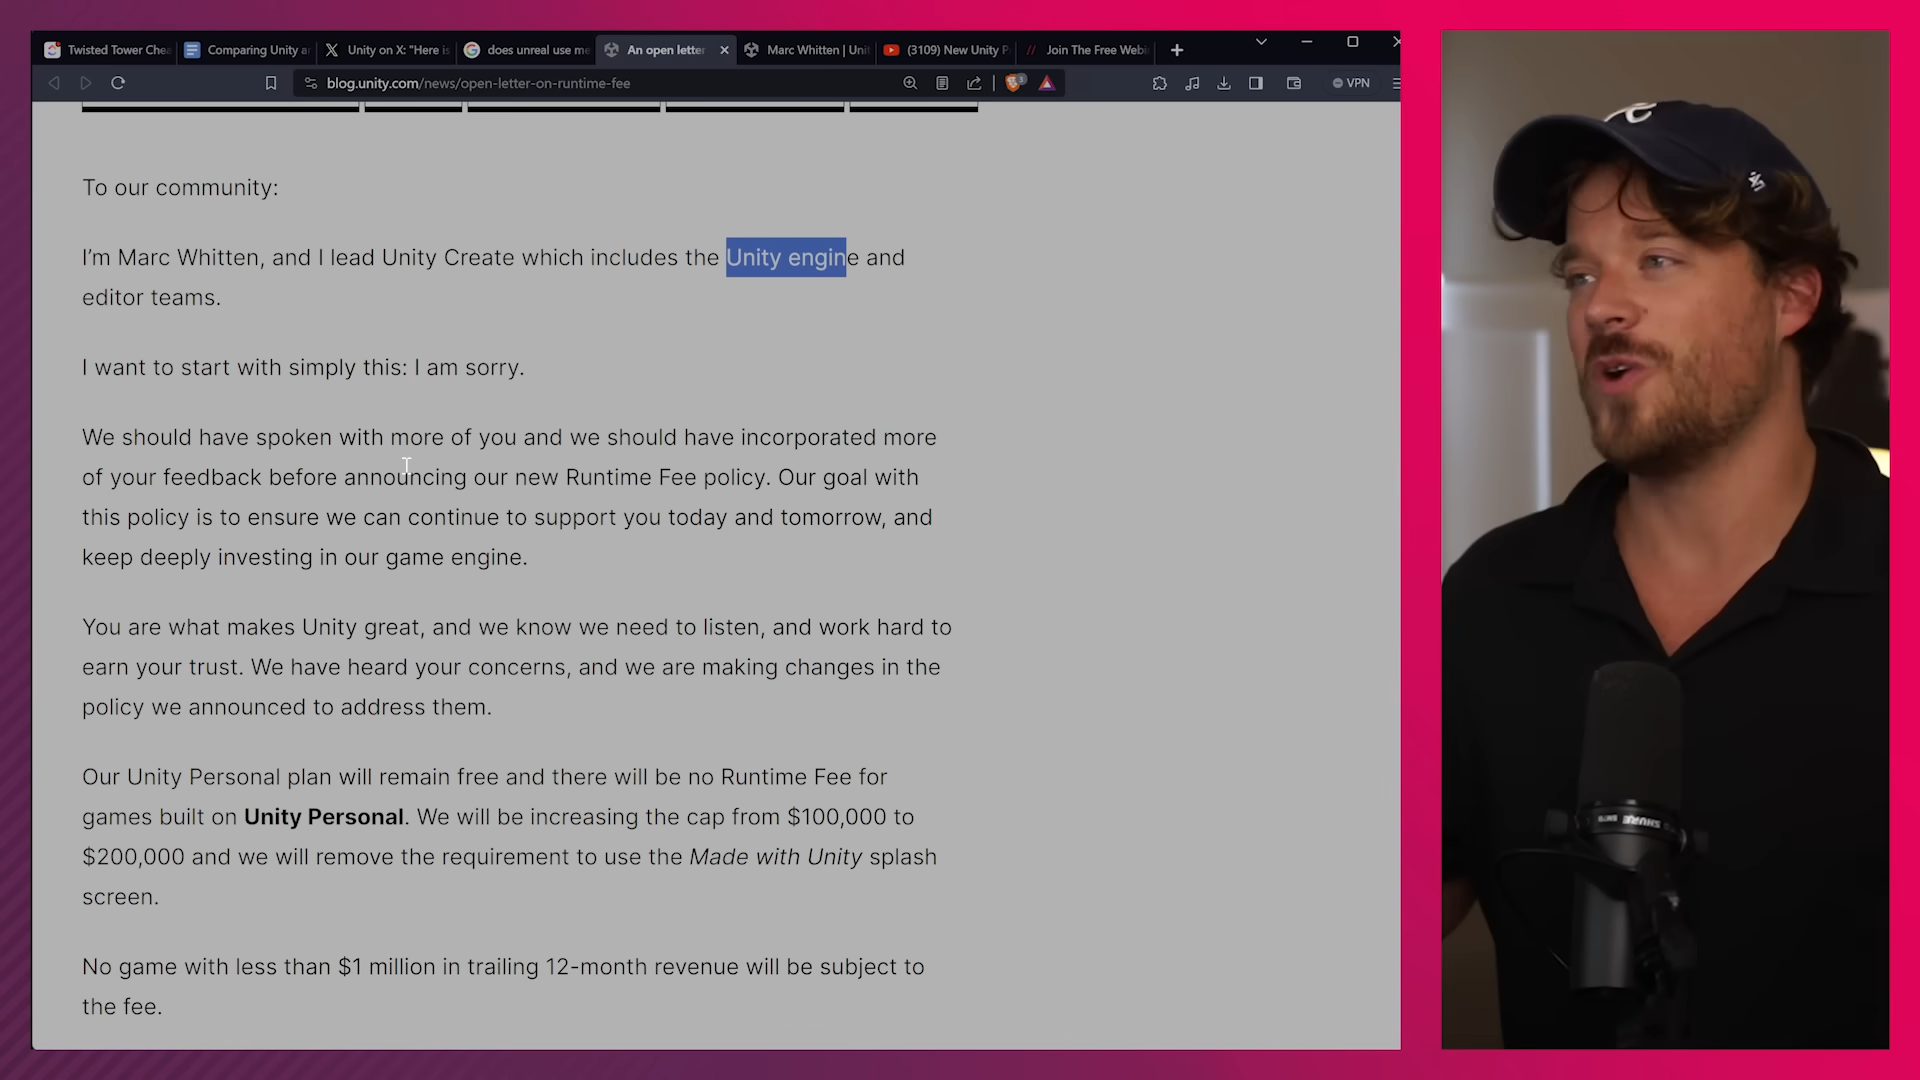 Twisted Tower Chea
Comparing Unity a
Unity on X: "Here is
does unreal use me
An open letter
Marc Whitten | Unit
(3109) New Unity P
Join The Free Webi
blog.unity.com/news/open-letter-on-runtime-fee
VPN
To our community:
I'm Marc Whitten, and I lead Unity Create which includes the Unity engine and
editor teams.
I want to start with simply this: I am sorry.
We should have spoken with more of you and we should have incorporated more
of your feedback before announcing our new Runtime Fee policy. Our goal with
this policy is to ensure we can continue to support you today and tomorrow, and
keep deeply investing in our game engine.
You are what makes Unity great, and we know we need to listen, and work hard to
earn your trust. We have heard your concerns, and we are making changes in the
policy we announced to address them.
Our Unity Personal plan will remain free and there will be no Runtime Fee for
games built on Unity Personal. We will be increasing the cap from $100,000 to
$200,000 and we will remove the requirement to use the Made with Unity splash
screen.
No game with less than $1 million in trailing 12-month revenue will be subject to
the fee.
SHURE